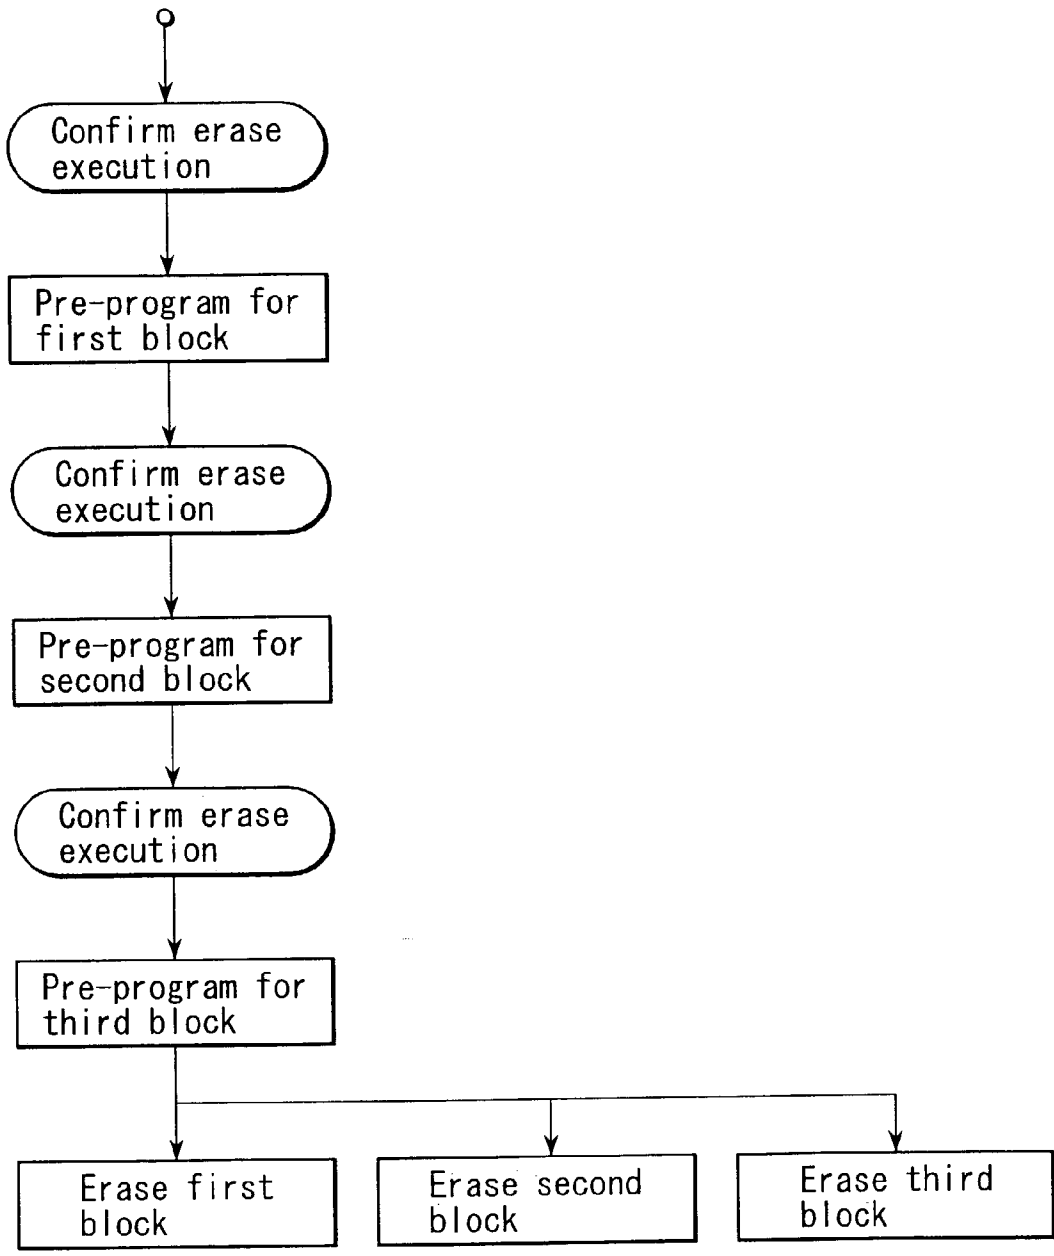 Confirm erase
execution
Pre-program for
first block
Confirm erase
execution
Pre-program for
second block
Confirm erase
execution
Pre-program for
third block
Erase first
block
Erase second
block
Erase third
block